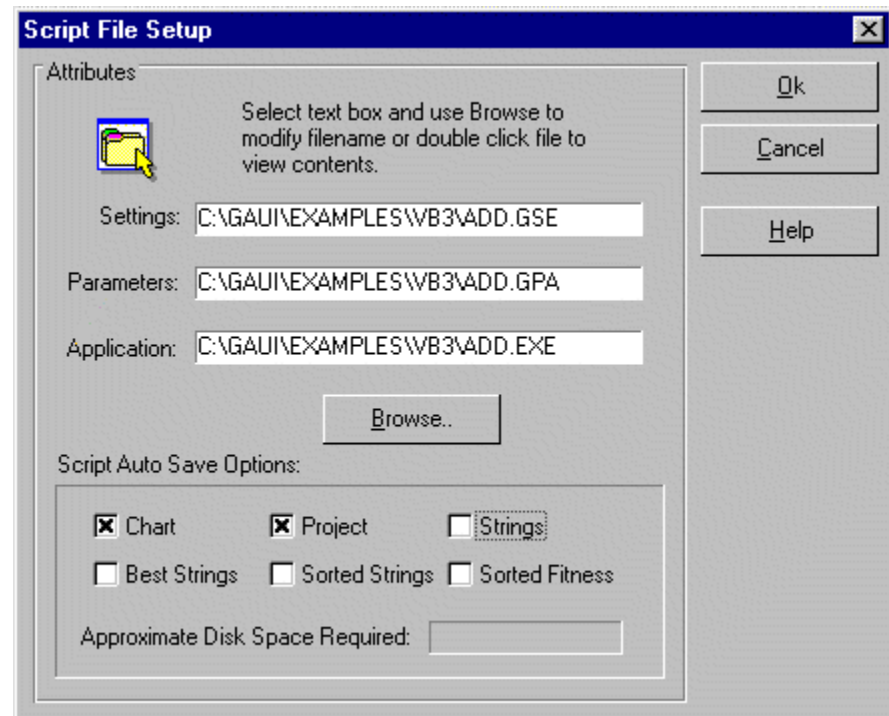 Script File Setup
Attributes
Select text box and use Browse to
modify filename or double click file to
view contents.
Settings: C:\GAUI\EXAMPLES\VB3\ADD.GSE
Parameters: C:\GAUI\EXAMPLES\VB3\ADD.GPA
Application: C:\GAUI\EXAMPLES\VB3\ADD.EXE
Browse..
Script Auto Save Options:
Chart Project Strings
Best Strings Sorted Strings Sorted Fitness
Approximate Disk Space Required:
Ok
Cancel
Help